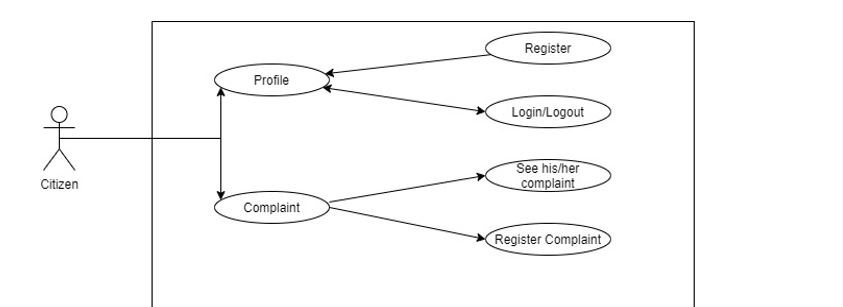 Register
Profile
Login/Logout
Citizen
See his/her
complaint
Complaint
Register Complaint